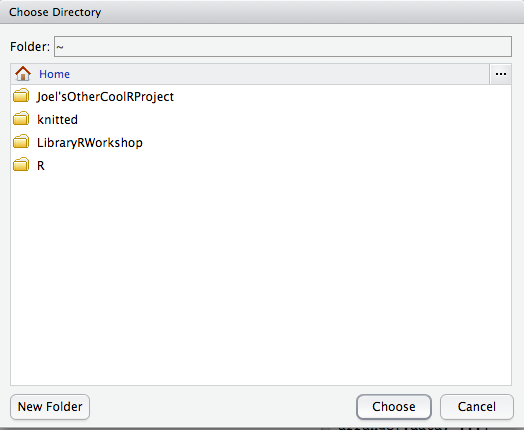 Choose Directory
Folder: ~
Home ...
Joel'sOtherCoolRProject
knitted
LibraryRWorkshop
R
New Folder Choose Cancel